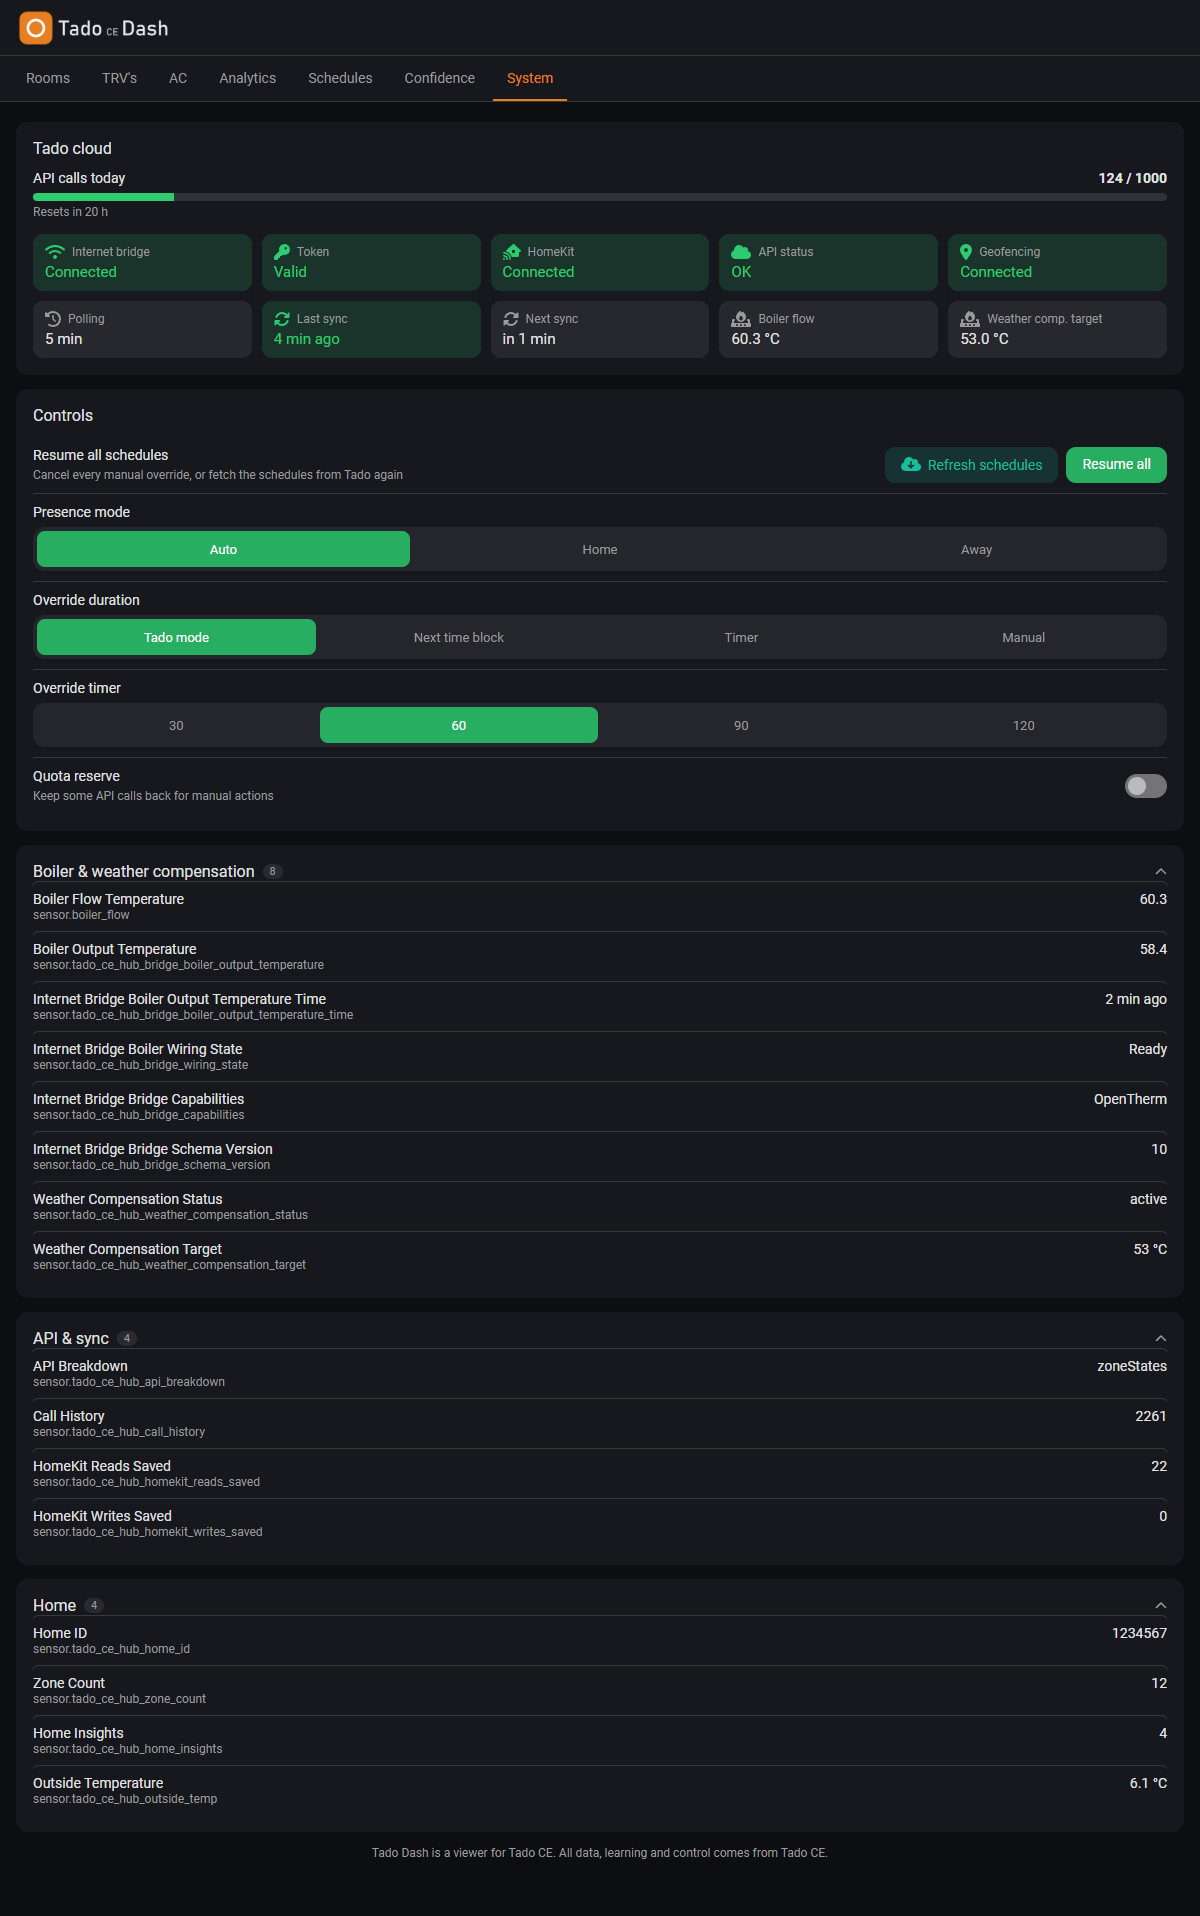 Tado CE Dash
Rooms TRV's AC Analytics Schedules Confidence System
Tado cloud
API calls today 124 / 1000
Resets in 20 h
Internet bridge
Connected
Token
Valid
HomeKit
Connected
API status
OK
Geofencing
Connected
Polling
5 min
Last sync
4 min ago
Next sync
in 1 min
Boiler flow
60.3 °C
Weather comp. target
53.0 °C
Controls
Resume all schedules
Cancel every manual override, or fetch the schedules from Tado again
Refresh schedules
Resume all
Presence mode
Auto Home Away
Override duration
Tado mode Next time block Timer Manual
Override timer
30 60 90 120
Quota reserve
Keep some API calls back for manual actions
Boiler & weather compensation 8
Boiler Flow Temperature 60.3
sensor.boiler_flow
Boiler Output Temperature 58.4
sensor.tado_ce_hub_bridge_boiler_output_temperature
Internet Bridge Boiler Output Temperature Time 2 min ago
sensor.tado_ce_hub_bridge_boiler_output_temperature_time
Internet Bridge Boiler Wiring State Ready
sensor.tado_ce_hub_bridge_wiring_state
Internet Bridge Bridge Capabilities OpenTherm
sensor.tado_ce_hub_bridge_capabilities
Internet Bridge Bridge Schema Version 10
sensor.tado_ce_hub_bridge_schema_version
Weather Compensation Status active
sensor.tado_ce_hub_weather_compensation_status
Weather Compensation Target 53 °C
sensor.tado_ce_hub_weather_compensation_target
API & sync 4
API Breakdown zoneStates
sensor.tado_ce_hub_api_breakdown
Call History 2261
sensor.tado_ce_hub_call_history
HomeKit Reads Saved 22
sensor.tado_ce_hub_homekit_reads_saved
HomeKit Writes Saved 0
sensor.tado_ce_hub_homekit_writes_saved
Home 4
Home ID 1234567
sensor.tado_ce_hub_home_id
Zone Count 12
sensor.tado_ce_hub_zone_count
Home Insights 4
sensor.tado_ce_hub_home_insights
Outside Temperature 6.1 °C
sensor.tado_ce_hub_outside_temp
Tado Dash is a viewer for Tado CE. All data, learning and control comes from Tado CE.